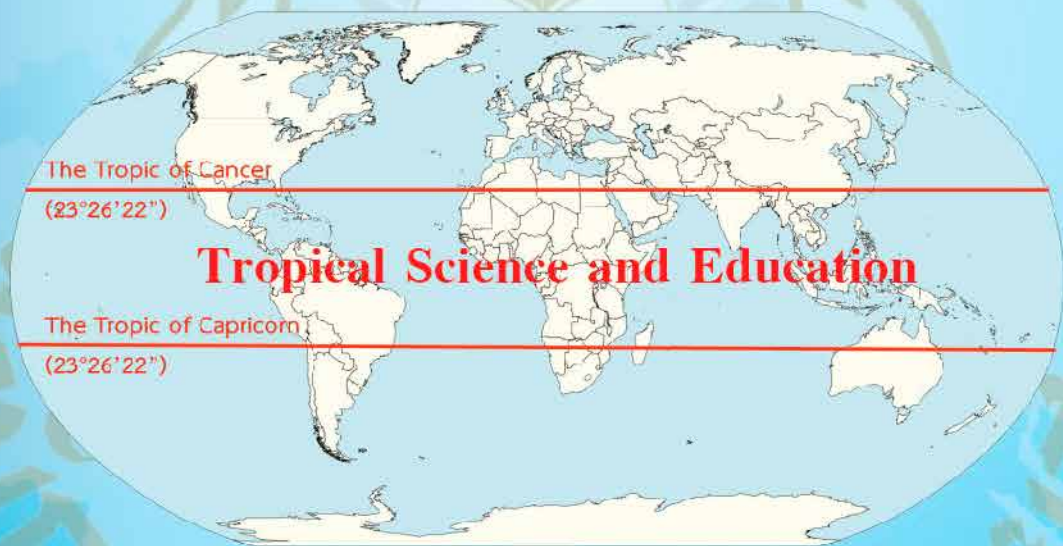 The Tropic of Cancer
(23°26'22")
Tropical Science and Education
The Tropic of Capricorn
(23°26'22")